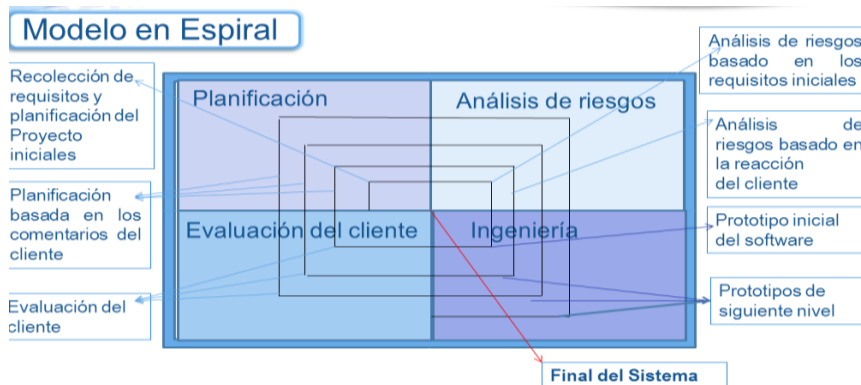 Modelo en Espiral
Recolección de
requisitos y
planificación del
Proyecto
iniciales
Planificación
basada en los
comentarios del
cliente
Evaluación del
cliente
Planificación
Análisis de riesgos
Evaluación del cliente
Ingeniería
Análisis de riesgos
basado en los
requisitos iniciales
Análisis de
riesgos basado en
la reacción
del cliente
Prototipo inicial
del software
Prototipos de
siguiente nivel
Final del Sistema